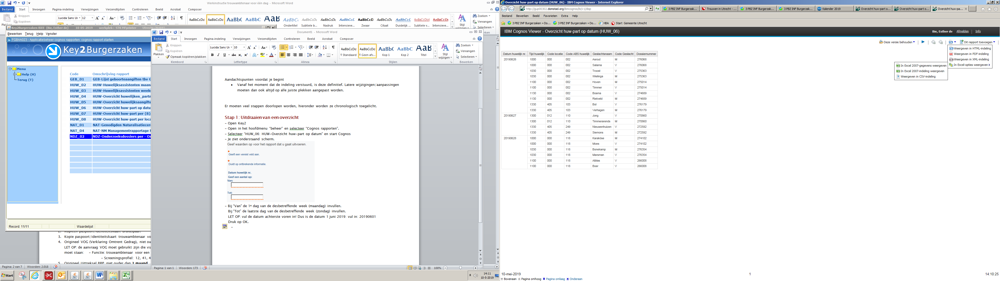 Werkinstructie trouwambtenaar voor één dag - Microsoft Word
Bestand Start Invoegen Pagina-indeling Verwijzingen Verzendlijsten Controleren Beeld Acrobat Composer
Knippen
Kopiëren
Lucida Sans Ur 12
Ondertitel Subtiele b... Nadruk Intensieve... Zwaar Citaat Duidelijk ... Subtiele v... Intensieve...
Stijl wijzigen
Zoeken
Vervangen
Selecteren
Key2Burgerzaken BIEE (Bie, Esther de) 10-05-2019 werkplek : STK MFprinter Utrecht
Bewerken Terug Help Venster
FGBAA023 - Applicatiebeheer cognos rapporten: cognos rapport starten
Key2Burgerzaken
Menu
Help (H)
Terug (T)
Code Omschrijving rapport
GEB_01 GEB-Lijst geboorteaangiften tbv G
HUW_02 HUW-Huwelijksassistenten maan
HUW_03 HUW-Huwelijksassistenten week
HUW_04 HUW-Overzicht huwelijken_partn
HUW_05 HUW-Overzicht huwelijksaangifte
HUW_06 HUW-Overzicht huw-part op datu
HUW_07 HUW-Overzicht huw-part per (B)
HUW_08 HUW-Overzicht huw-part per loca
NAT_01 NAT-Genodigden Naturalisatiecer
NAT_04 NAT-NM Managementrapportage
NDZ_02 NDZ-Onderzoeksdossiers per - On
Record: 11/11 Waardelijst
2. Kopieën paspoort/identiteitskaart bruidspaar.
3. Kopie paspoort/identiteitskaart trouwambtenaar vo
4. Origineel VOG (Verklaring Omtrent Gedrag), niet ou
LET OP: de aanvraag VOG moet gebruikt zijn die via
moet staan: - Functie: trouwambtenaar voor een
- Screeningsprofiel: 12, 41, 4
5. Origineel Uittreksel BRP, niet ouder dan 1 maand
Pagina: 2 van 7 Woorden: 2.018
Document1 - Microsoft Word
Bestand Start Invoegen Pagina-indeling Verwijzingen Verzendlijsten Controleren Beeld Acrobat Composer
Plakken
Knippen
Kopiëren
Opmaak kopiëren/plakken
Klembord
Lucida Sans Ur 10
Lettertype
Alinea
Standaard Geen afs... Kop 1 Kop 2 Titel
Stijlen
Stijl wijzigen
Zoeken
Vervangen
Selecteren
Bewerken
Aandachtspunten voordat je begint
• Vanaf het moment dat de indeling verstuurd, is deze definitief. Latere wijzigingen/aanpassingen
moeten dan ook altijd op alle juiste plekken aangepast worden.
Er moeten veel stappen doorlopen worden, hieronder worden ze chronologisch toegelicht.
Stap 1: Uitdraaien van een overzicht
- Open Key2
- Open in het hoofdmenu “beheer” en selecteer “Cognos rapporten”.
- Selecteer “HUW_06: HUW-Overzicht huw-part op datum” en start Cognos
- Je ziet onderstaand scherm.
Geef waarden op voor het rapport dat u gaat uitvoeren.
Geeft een vereist veld aan.
Duidt op ontbrekende informatie.
Datum huwelijk nr.
Geef een aantal op:
Van:
Tot:
- Bij “Van” de 1e dag van de desbetreffende week (maandag) invullen.
Bij “Tot” de laatste dag van de desbetreffende week (zondag) invullen.
LET OP: vul de datum achterste voren in! Dus is de datum 1 juni 2019: vul in: 20190601
Druk op OK.
-
Pagina: 1 van 1 Woorden: 173
100%
Start
14:11
10-5-2019
Overzicht huw-part op datum (HUW_06) - IBM Cognos Viewer - Internet Explorer
http://gup00302.domstad.org/ibmcognos/bi/v1/disp
3 PBZ INF Burgerzak... Trouwen in Utrecht - ... 3 PBZ INF Burgerzak... 3 PBZ INF Burgerzak... Kalender 2019 Overzicht huw-part o... Overzicht huw-part o... Overzicht huw-pa...
Bestand Bewerken Beeld Favorieten Extra Help
3 PBZ INF Burgerzaken » Do... 3 PBZ INF Burgerzaken » Do... HBA Start Gemeente Utrecht
IBM Cognos Viewer - Overzicht huw-part op datum (HUW_06) Bie, Esther de Afmelden Info
Deze versie behouden Dit rapport toevoegen
Weergeven in HTML-indeling
Weergeven in PDF-indeling
Weergeven in XML-indeling
In Excel-opties weergeven
In Excel 2007-gegevens weergeven
In Excel 2007-indeling weergeven
Weergeven in CSV-indeling
Datum huwelijk nr. Tijd huwelijk Code locatie Code ABS huwelijk Geslachtsnaam Code Geslacht Dossiernummer
20190626 1000 000 002 Asrout M 276068
1000 000 002 Salama V 276068
1030 000 002 Troost V 275363
1030 000 002 Wielinga M 275363
1100 000 002 Hoven M 275014
1100 000 002 Timmer V 275014
1130 000 002 Bosma V 274689
1130 000 002 Rietveld M 274689
1330 405 103 Bol V 276179
1330 405 103 Verhagen M 276179
20190627 1300 012 110 Jong V 270860
1300 012 110 Timmerarends M 270860
1330 405 249 Nieuwenhuizen V 272592
1330 405 249 Siemons M 272592
20190628 1000 000 118 Karaköse M 274102
1000 000 118 Moes V 274102
1030 000 118 Bonekamp M 276354
1030 000 118 Marsman V 276354
1100 000 118 Alblas V 266008
1100 000 118 Boer V 266008
10-mei-2019 1 14:10:25
Bovenaan Pagina omhoog Pagina omlaag Onderaan